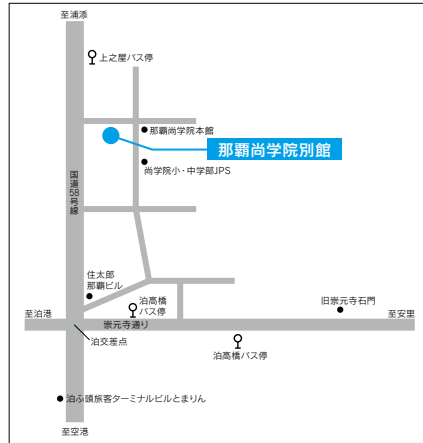 至浦添
上之屋バス停
那覇尚学院本館
那覇尚学院別館
尚学院小・中学部JPS
国道58号線
住太郎
那覇ビル
泊高橋
バス停
旧崇元寺石門
至泊港
至安里
崇元寺通り
泊交差点
泊高橋バス停
泊ふ頭旅客ターミナルビルとまりん
至空港